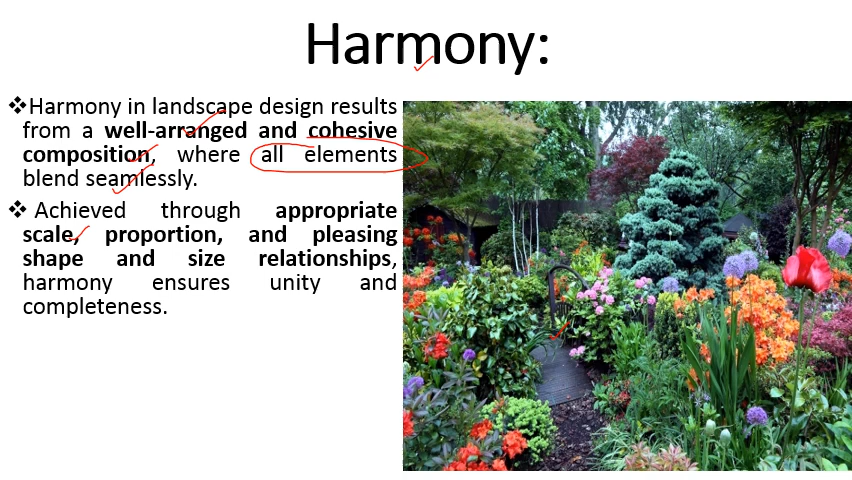 Harmony:
❖Harmony in landscape design results
from a well-arranged and cohesive
composition, where all elements
blend seamlessly.
❖ Achieved through appropriate
scale, proportion, and pleasing
shape and size relationships,
harmony ensures unity and
completeness.